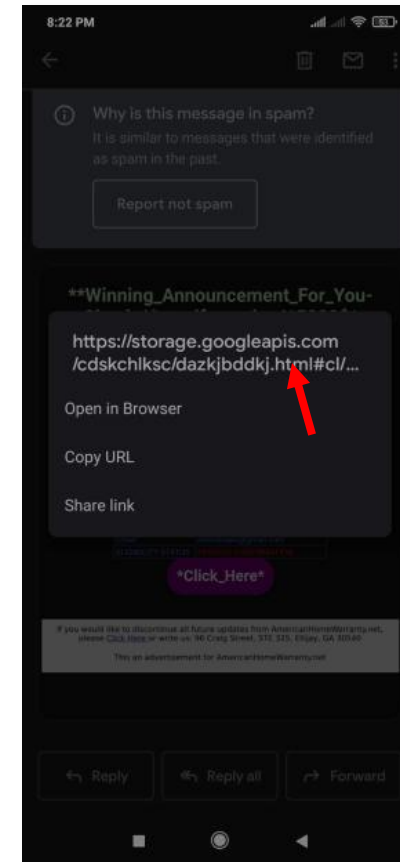 8:22 PM
53
Why is this message in spam?
It is similar to messages that were identified
as spam in the past.
Report not spam
**Winning_Announcement_For_You-
https://storage.googleapis.com
/cdskchlksc/dazkjbddkj.html#cl/...
Open in Browser
Copy URL
Share link
*Click_Here*
If you would like to discontinue all future updates from AmericanHomeWarranty.net,
please Click Here or write us: 90 Craig Street, STE 325, Ellijay, GA 30540
This an advertisement for AmericanHomeWarranty.net
Reply
Reply all
Forward